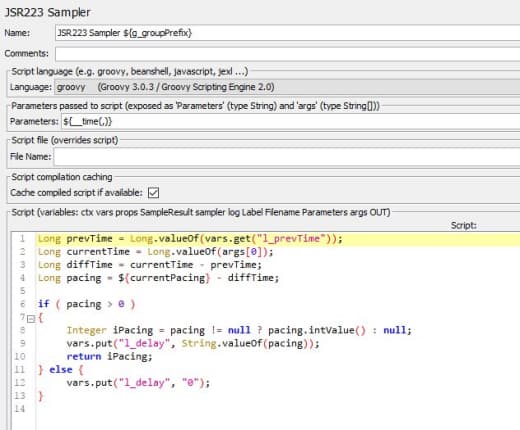 JSR223 Sampler
Name: JSR223 Sampler ${g_groupPrefix}
Comments:
Script language (e.g. groovy, beanshell, javascript, jexl ...)
Language: groovy (Groovy 3.0.3 / Groovy Scripting Engine 2.0)
Parameters passed to script (exposed as 'Parameters' (type String) and 'args' (type String[]))
Parameters: ${__time(,)}
Script file (overrides script)
File Name:
Script compilation caching
Cache compiled script if available:
Script (variables: ctx vars props SampleResult sampler log Label Filename Parameters args OUT)
Script:
1 Long prevTime = Long.valueOf(vars.get("l_prevTime"));
2 Long currentTime = Long.valueOf(args[0]);
3 Long diffTime = currentTime - prevTime;
4 Long pacing = ${currentPacing} - diffTime;
5
6 if ( pacing > 0 )
7 {
8 Integer iPacing = pacing != null ? pacing.intValue() : null;
9 vars.put("l_delay", String.valueOf(pacing));
10 return iPacing;
11 } else {
12 vars.put("l_delay", "0");
13 }
14